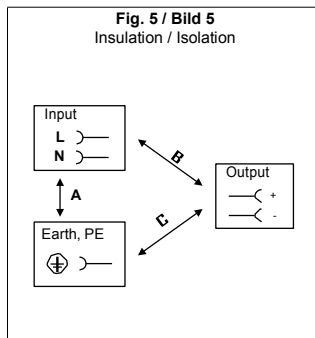 Fig. 5 / Bild 5
Insulation / Isolation
Input
L
N
B
Output
+
-
A
C
Earth, PE